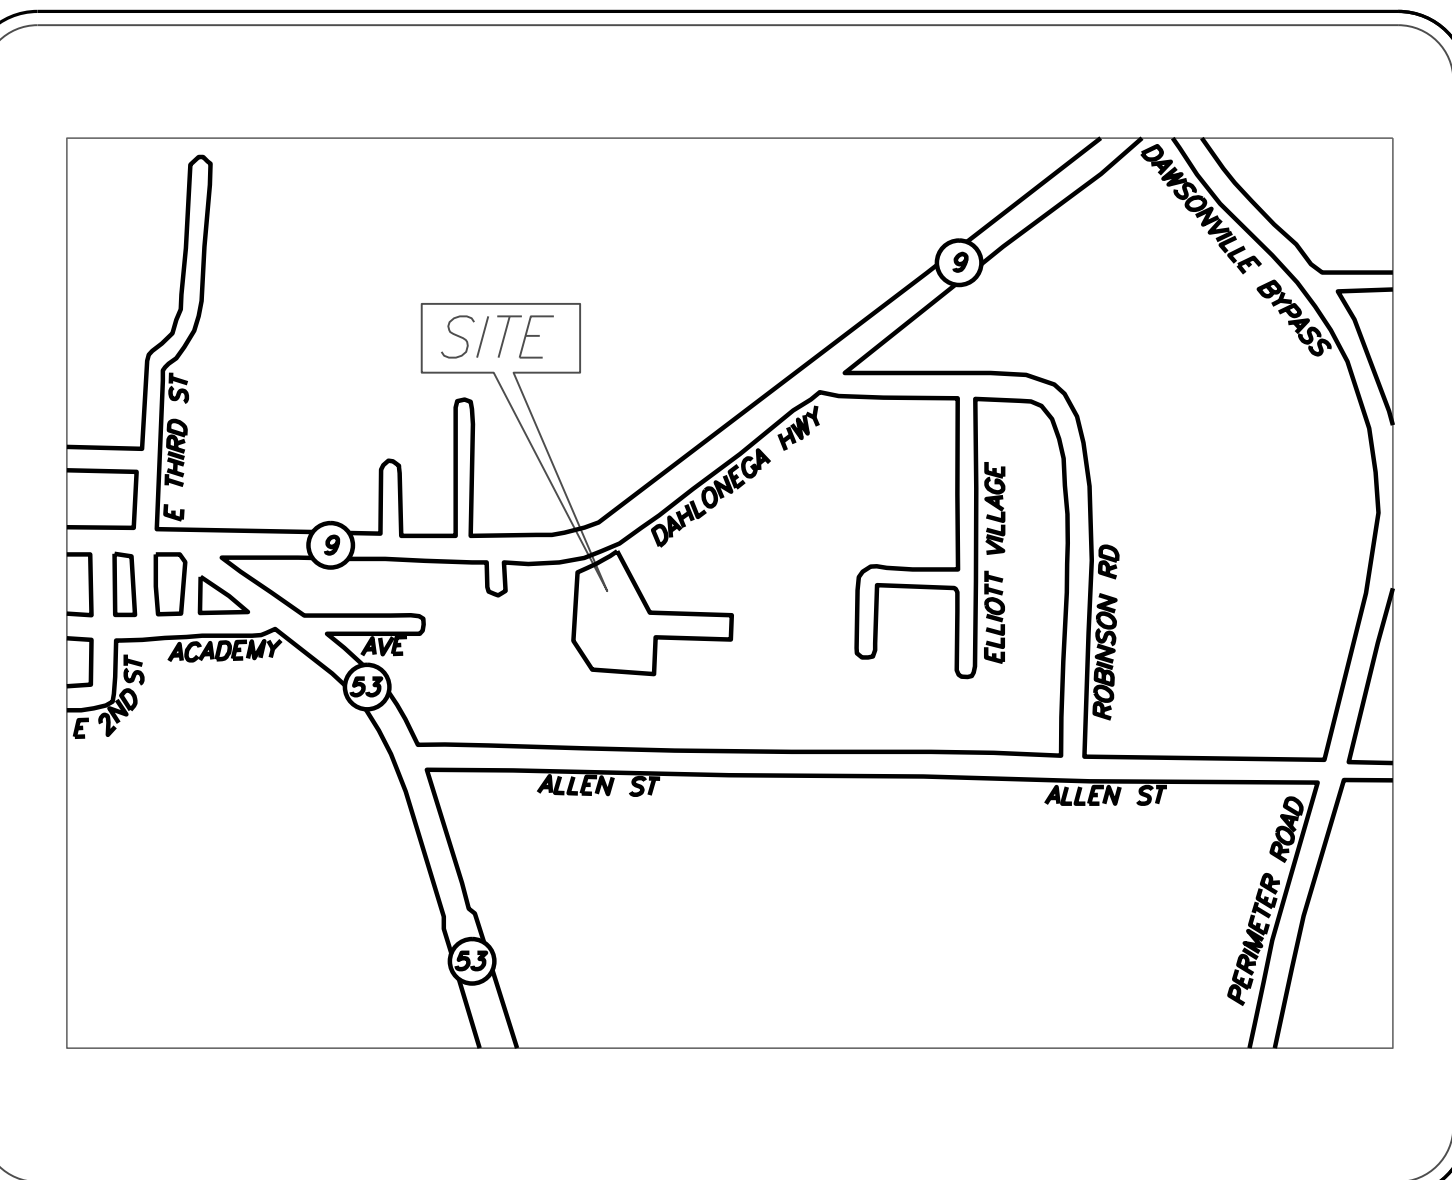 DAWSONVILLE BYPASS
9
SITE
E THIRD ST
DAHLONEGA HWY
ELLIOTT VILLAGE
9
ROBINSON RD
ACADEMY AVE
E 2ND ST
53
ALLEN ST
ALLEN ST
PERIMETER ROAD
53